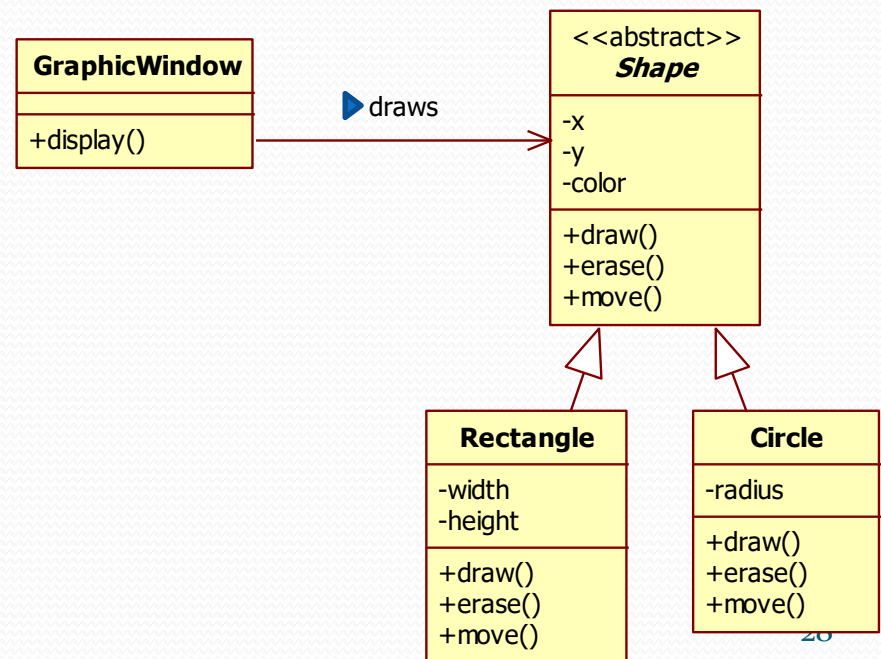 GraphicWindow
+display()
draws
<<abstract>>
Shape
-x
-y
-color
+draw()
+erase()
+move()
Rectangle
-width
-height
+draw()
+erase()
+move()
Circle
-radius
+draw()
+erase()
+move()